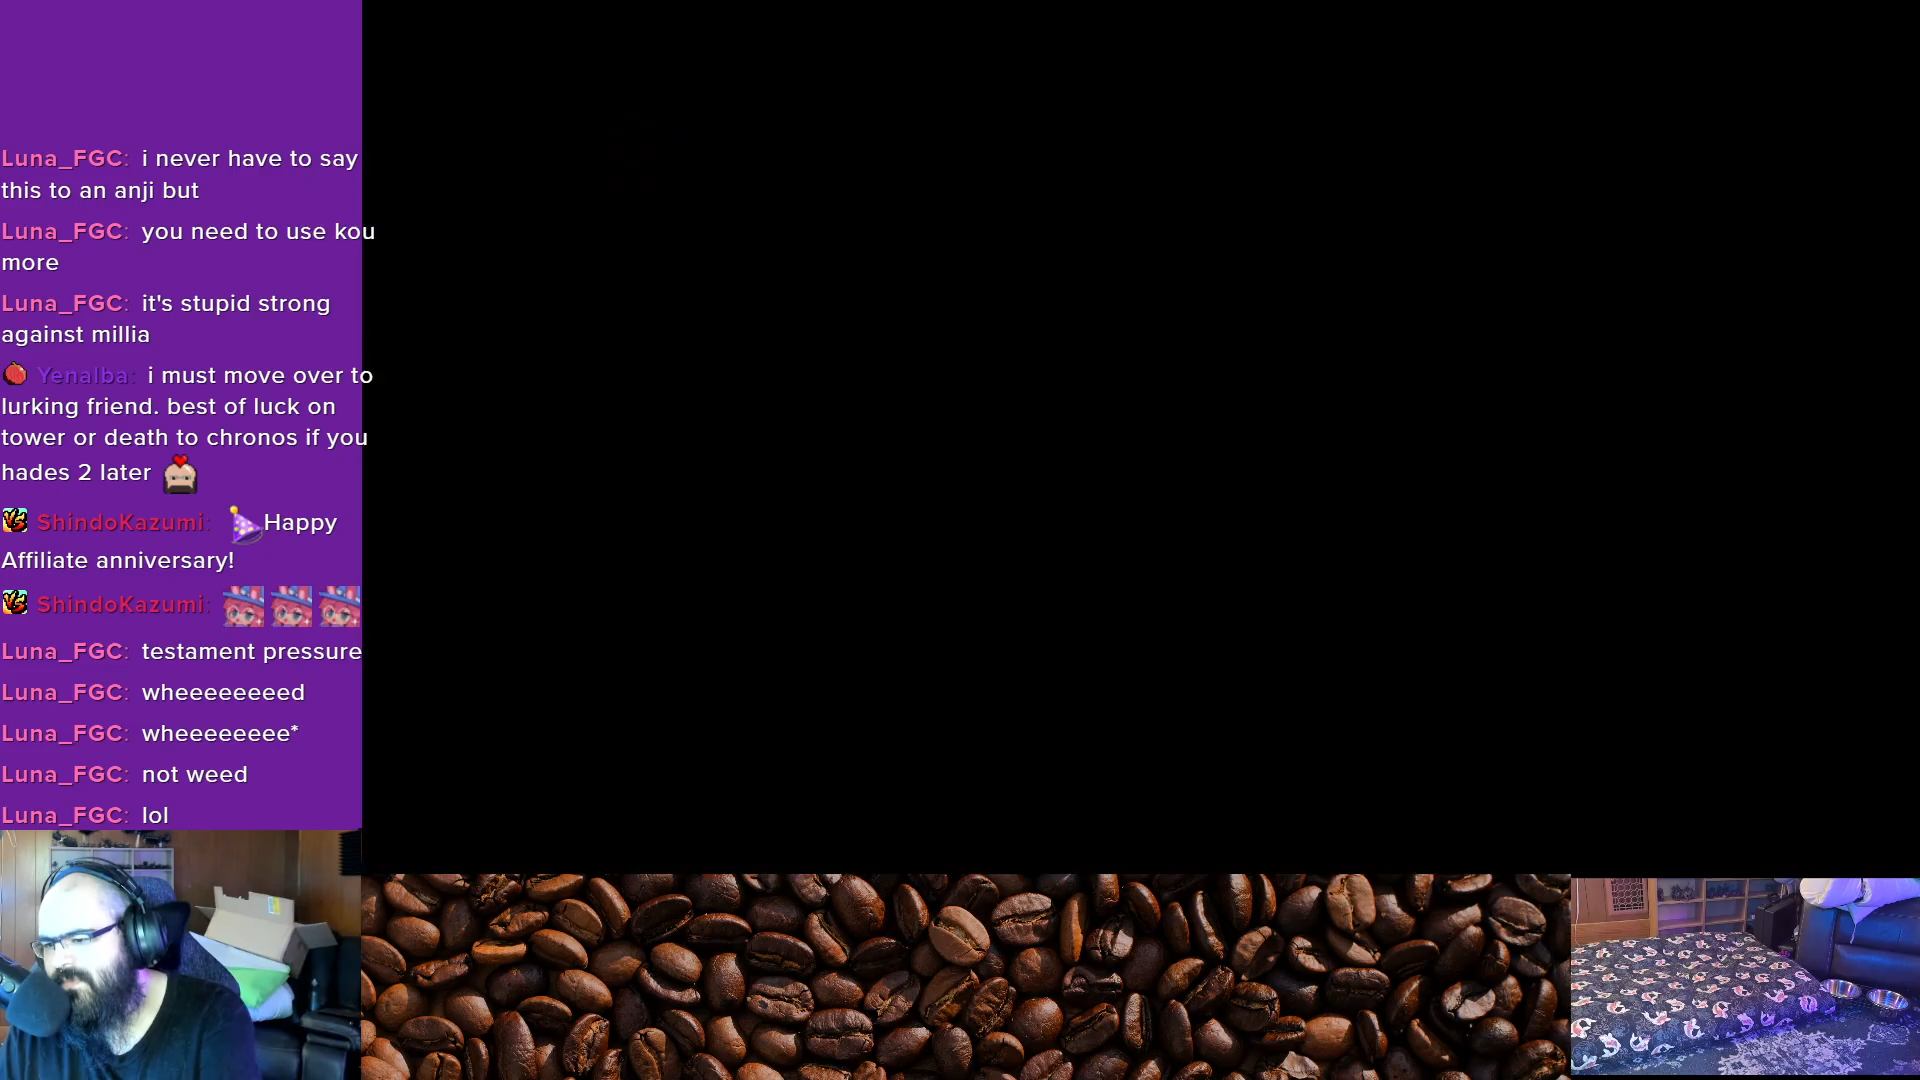 Luna_FGC: i never have to say
this to an anji but
Luna_FGC: you need to use kou
more
Luna_FGC: it's stupid strong
against millia
Yenalba: i must move over to
lurking friend. best of luck on
tower or death to chronos if you
hades 2 later
ShindoKazumi: Happy
Affiliate anniversary!
ShindoKazumi:
Luna_FGC: testament pressure
Luna_FGC: wheeeeeeeed
Luna_FGC: wheeeeeeee*
Luna_FGC: not weed
Luna_FGC: lol